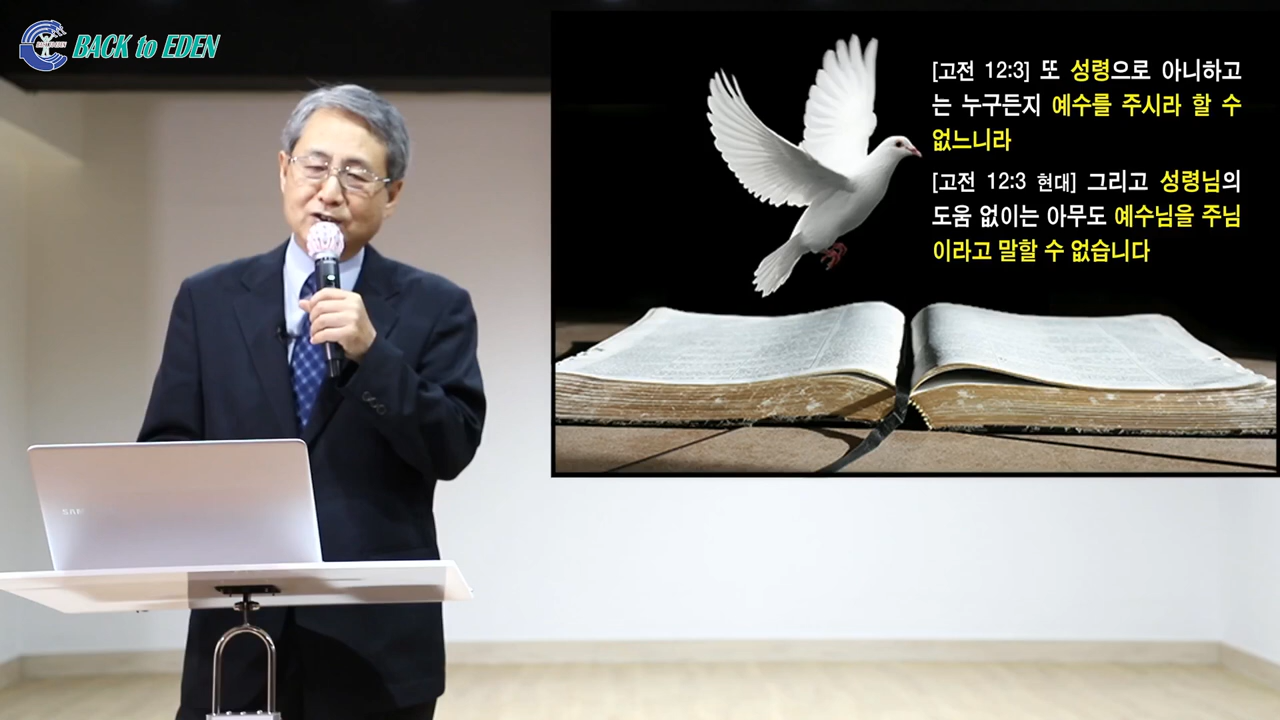 BACK to EDEN
[고전 12:3] 또 성령으로 아니하고
는 누구든지 예수를 주시라 할 수
없느니라
[고전 12:3 현대] 그리고 성령님의
도움 없이는 아무도 예수님을 주님
이라고 말할 수 없습니다